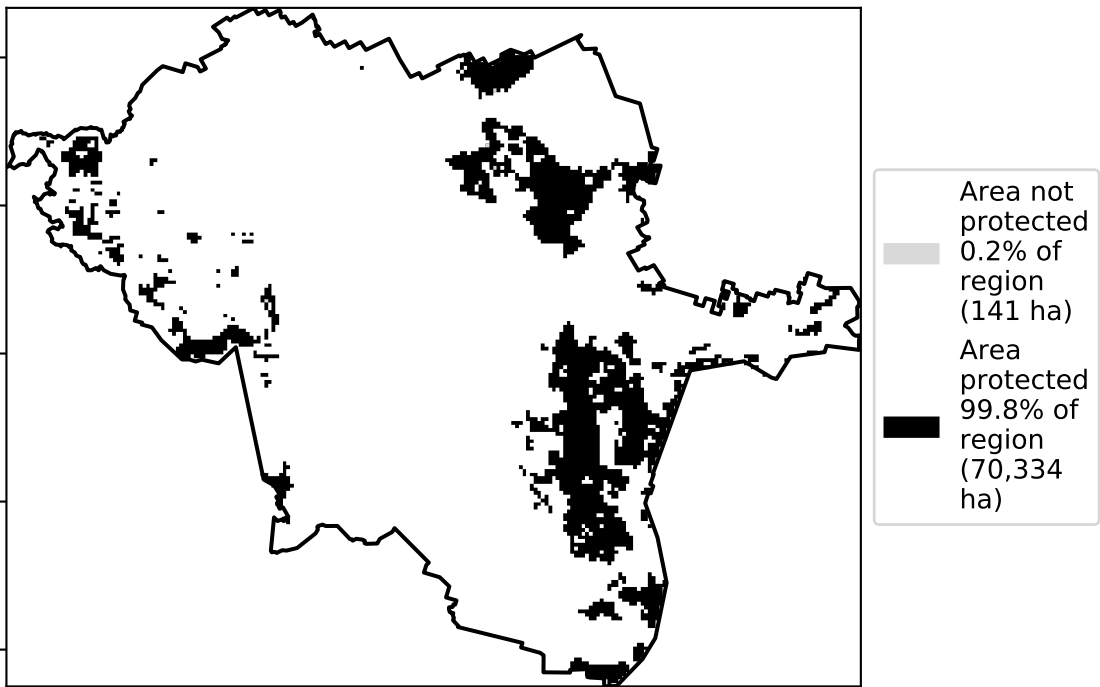 Area not
protected
0.2% of
region
(141 ha)
Area
protected
99.8% of
region
(70,334
ha)